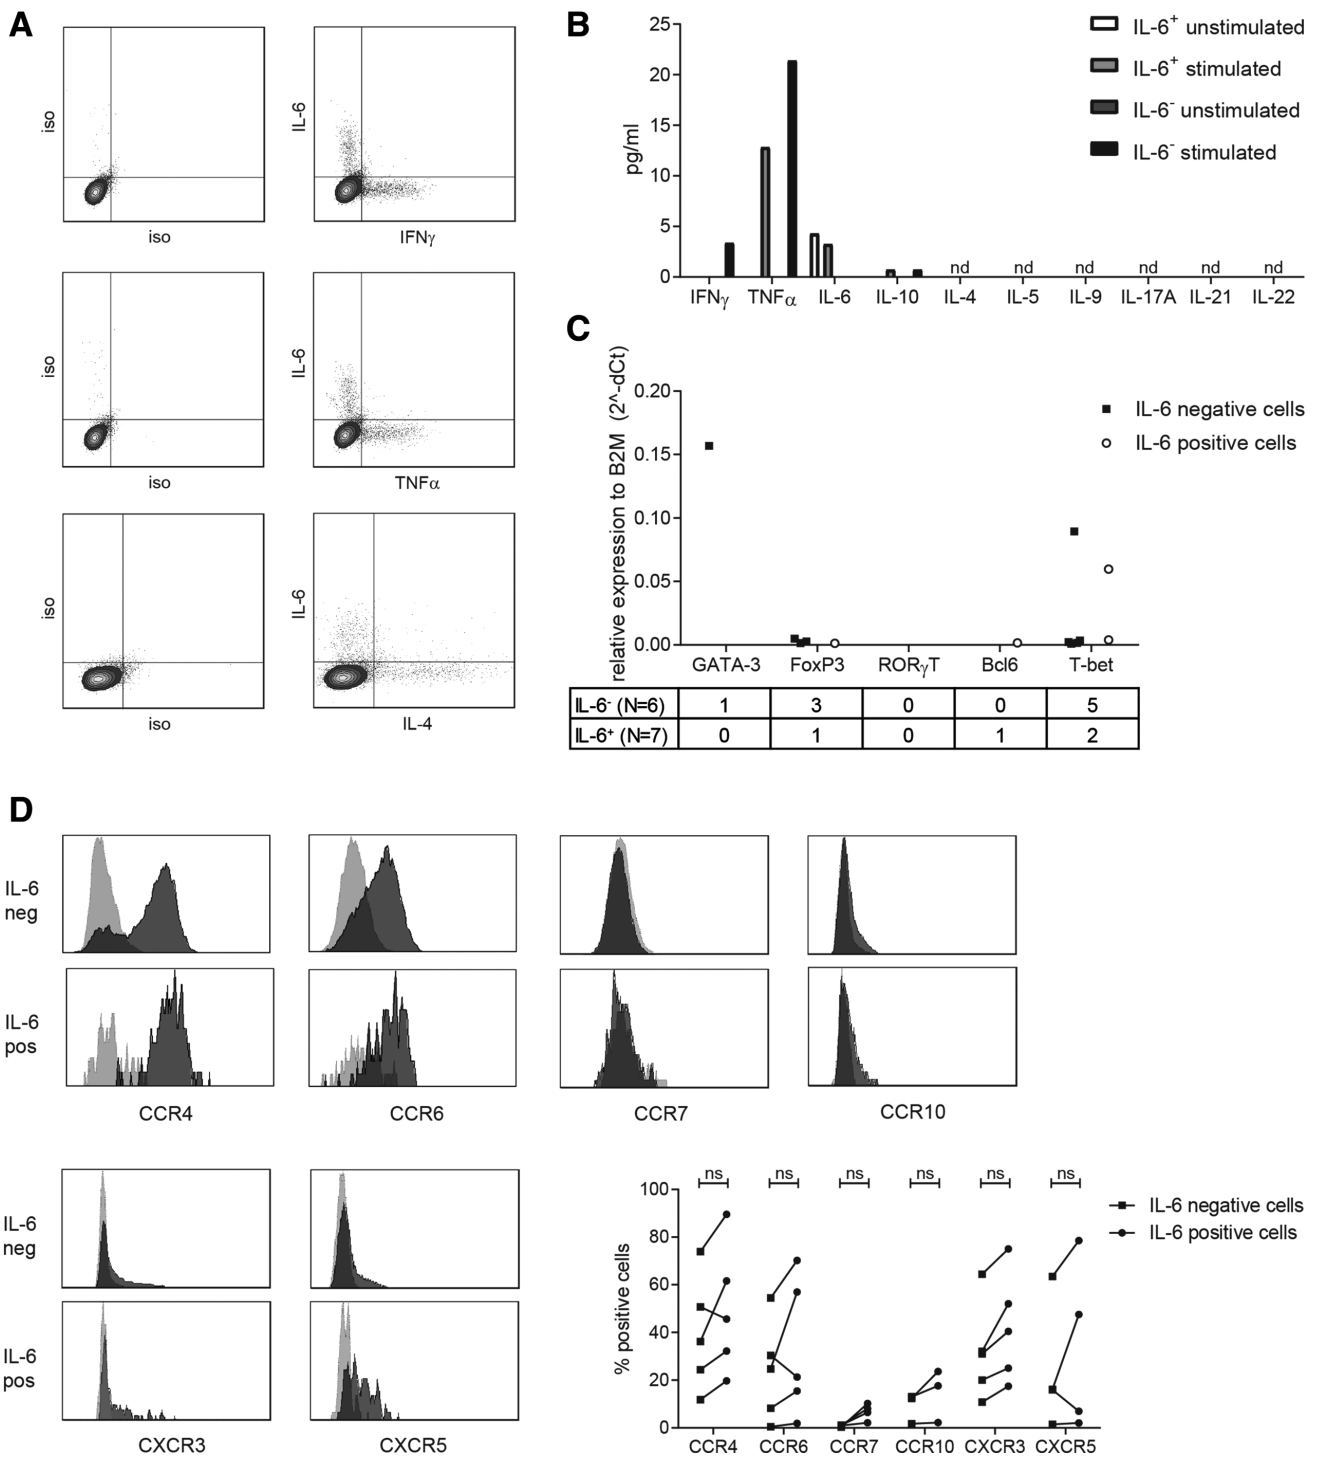 A
iso
iso
IL-6
IFNγ
iso
iso
IL-6
TNFα
iso
iso
IL-6
IL-4
B
pg/ml
25
20
15
10
5
0
IL-6⁺ unstimulated
IL-6⁺ stimulated
IL-6⁻ unstimulated
IL-6⁻ stimulated
nd nd nd nd nd nd
IFNγ TNFα IL-6 IL-10 IL-4 IL-5 IL-9 IL-17A IL-21 IL-22
C
relative expression to B2M (2^-dCt)
0.20
0.15
0.10
0.05
0.00
IL-6 negative cells
IL-6 positive cells
GATA-3 FoxP3 RORγT Bcl6 T-bet
IL-6⁻ (N=6) 1 3 0 0 5
IL-6⁺ (N=7) 0 1 0 1 2
D
IL-6
neg
IL-6
pos
CCR4 CCR6 CCR7 CCR10
IL-6
neg
IL-6
pos
CXCR3 CXCR5
% positive cells
100
80
60
40
20
0
ns ns ns ns ns ns
IL-6 negative cells
IL-6 positive cells
CCR4 CCR6 CCR7 CCR10 CXCR3 CXCR5